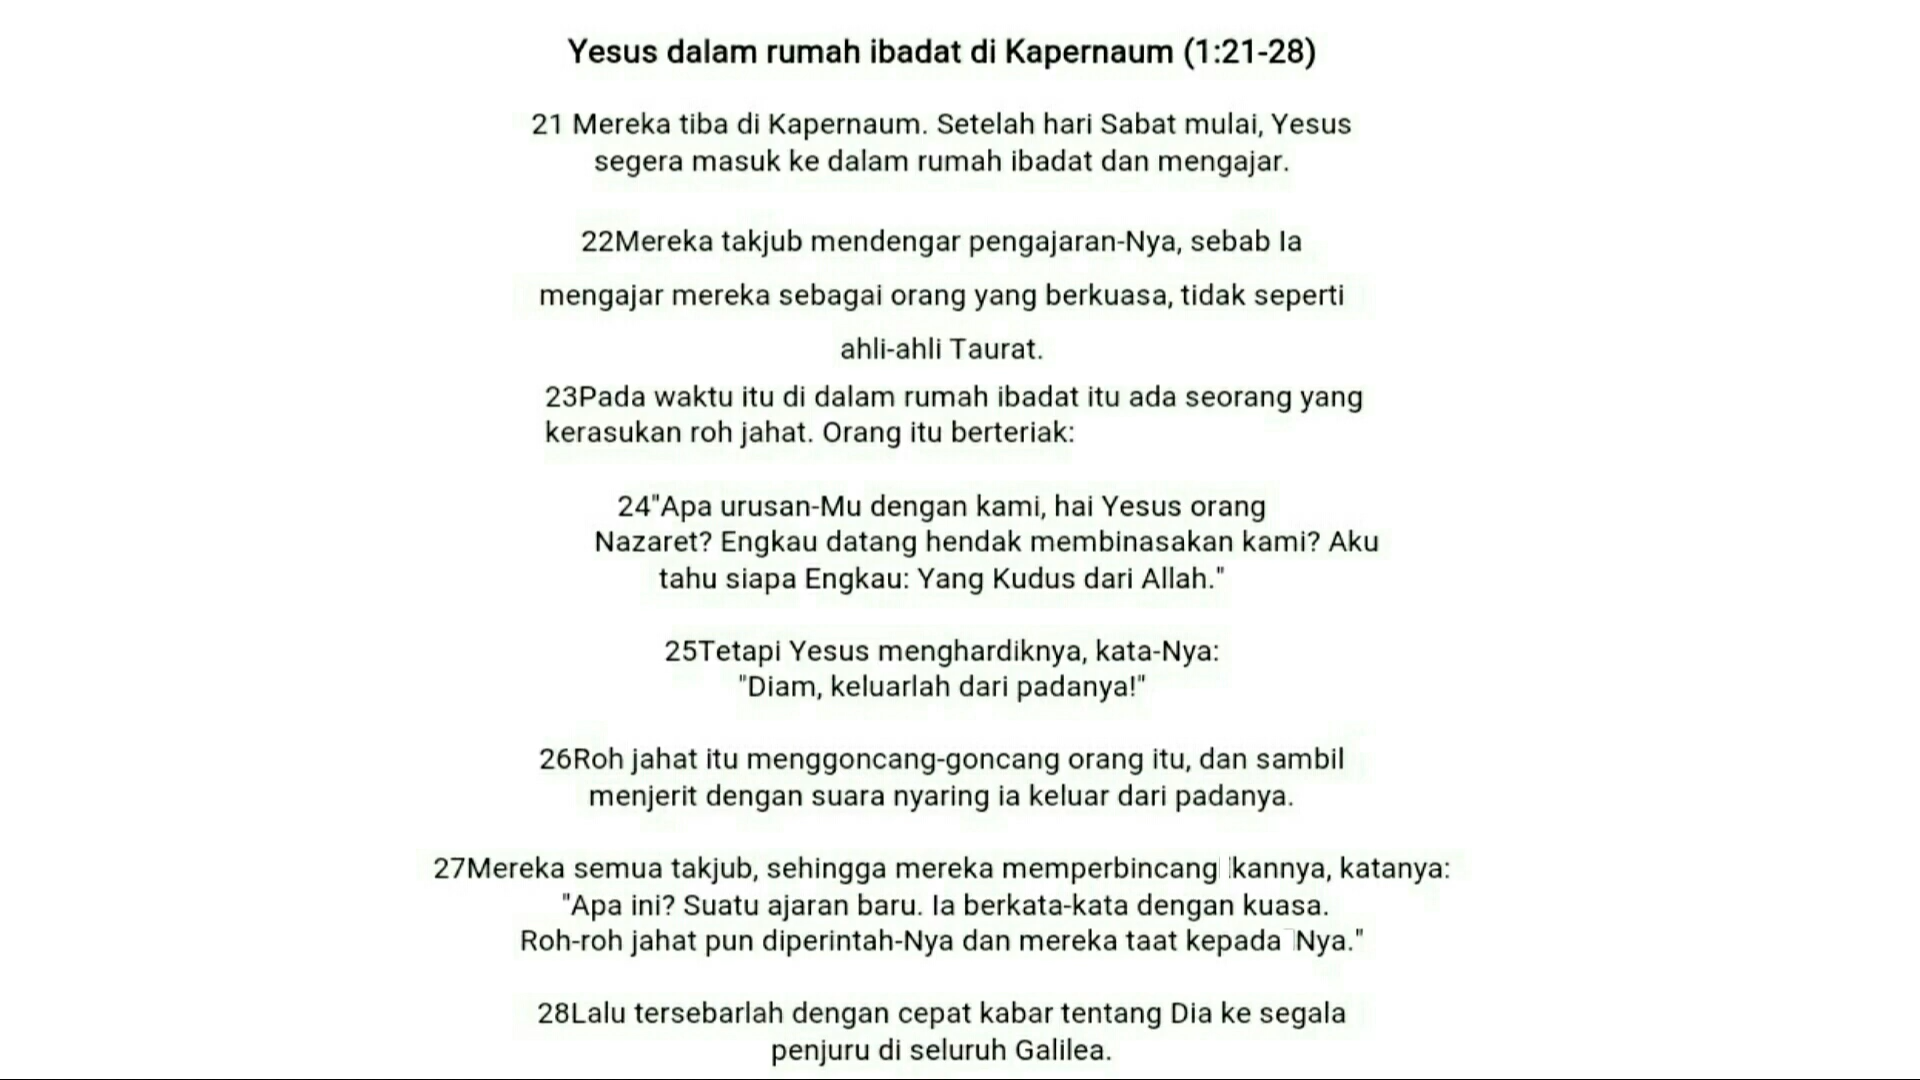 Yesus dalam rumah ibadat di Kapernaum (1:21-28)
21 Mereka tiba di Kapernaum. Setelah hari Sabat mulai, Yesus
segera masuk ke dalam rumah ibadat dan mengajar.
22Mereka takjub mendengar pengajaran-Nya, sebab Ia
mengajar mereka sebagai orang yang berkuasa, tidak seperti
ahli-ahli Taurat.
23Pada waktu itu di dalam rumah ibadat itu ada seorang yang
kerasukan roh jahat. Orang itu berteriak:
24"Apa urusan-Mu dengan kami, hai Yesus orang
Nazaret? Engkau datang hendak membinasakan kami? Aku
tahu siapa Engkau: Yang Kudus dari Allah."
25Tetapi Yesus menghardiknya, kata-Nya:
"Diam, keluarlah dari padanya!"
26Roh jahat itu menggoncang-goncang orang itu, dan sambil
menjerit dengan suara nyaring ia keluar dari padanya.
27Mereka semua takjub, sehingga mereka memperbincang kannya, katanya:
"Apa ini? Suatu ajaran baru. Ia berkata-kata dengan kuasa.
Roh-roh jahat pun diperintah-Nya dan mereka taat kepada Nya."
28Lalu tersebarlah dengan cepat kabar tentang Dia ke segala
penjuru di seluruh Galilea.